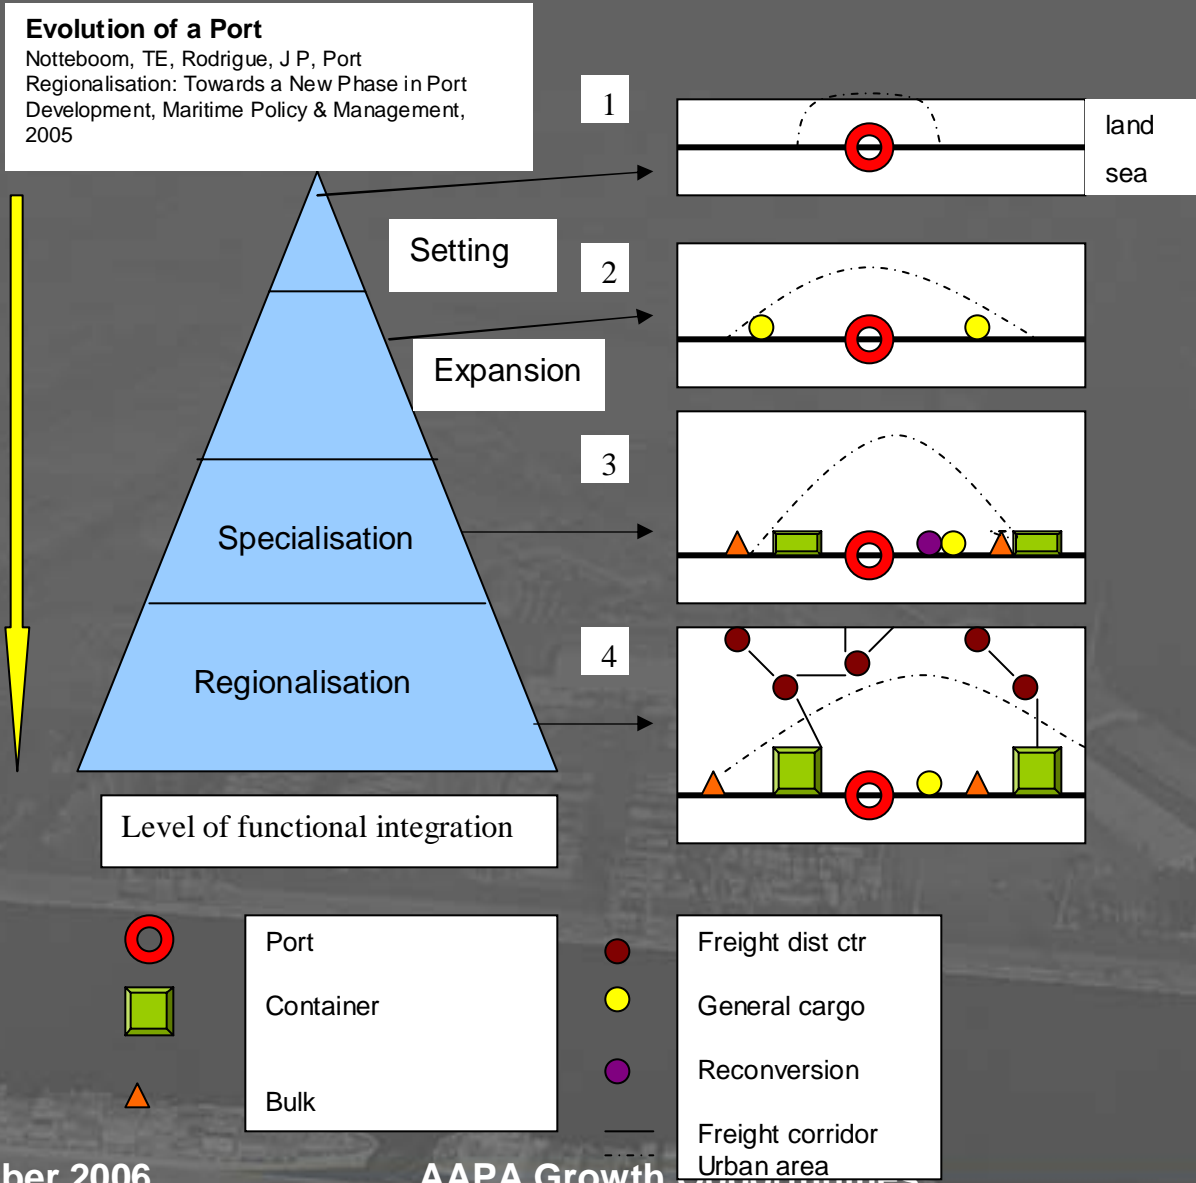 Evolution of a Port
Notteboom, TE, Rodrigue, J P, Port
Regionalisation: Towards a New Phase in Port
Development, Maritime Policy & Management,
2005
1
land
sea
Setting
2
Expansion
3
Specialisation
4
Regionalisation
Level of functional integration
Port
Container
Bulk
Freight dist ctr
General cargo
Reconversion
Freight corridor
Urban area
ber 2006
AAPA Growth Opportunities